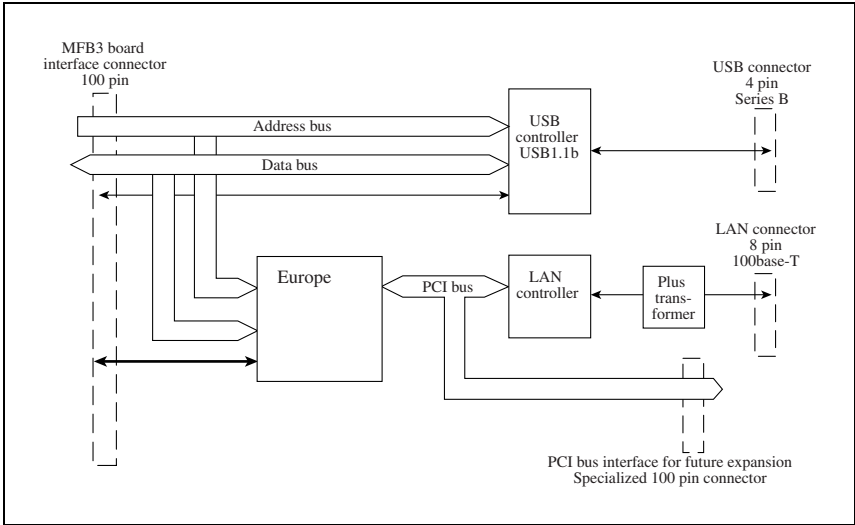 MFB3 board
interface connector
100 pin
USB connector
4 pin
Series B
Address bus
USB
controller
USB1.1b
Data bus
LAN connector
8 pin
100base-T
Europe
PCI bus
LAN
controller
Plus
trans-
former
PCI bus interface for future expansion
Specialized 100 pin connector